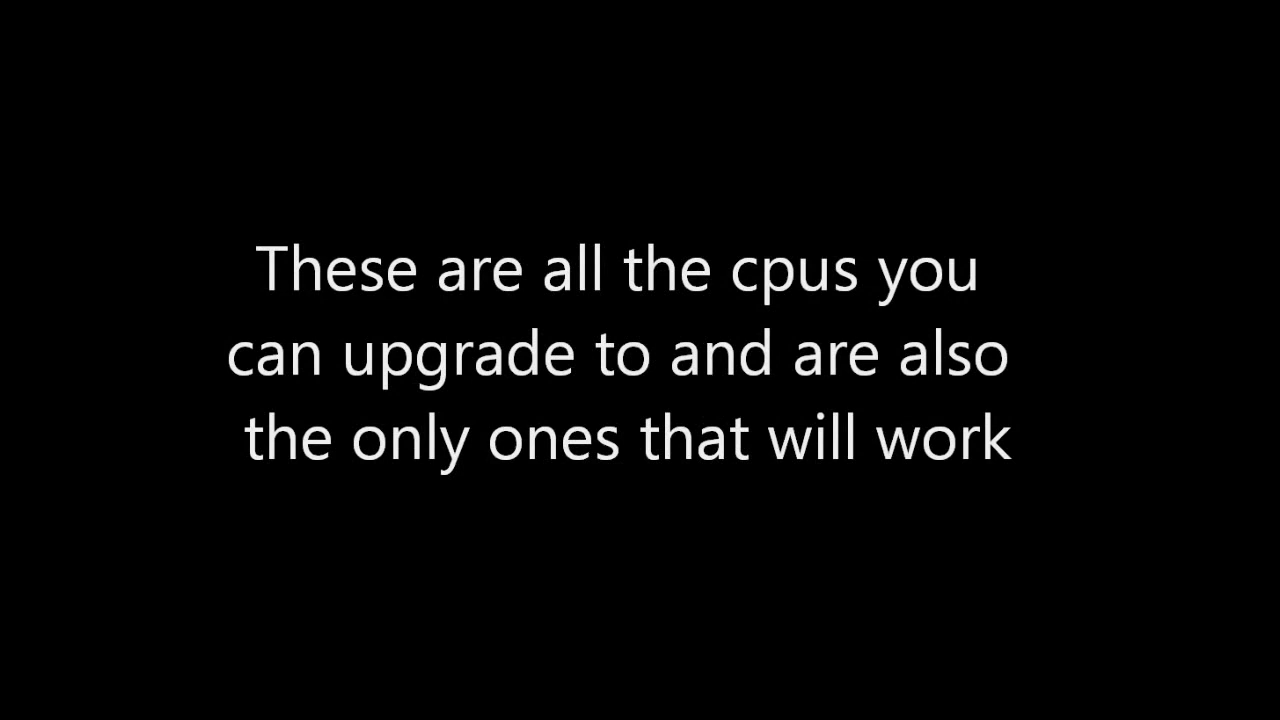 These are all the cpus you
can upgrade to and are also
the only ones that will work